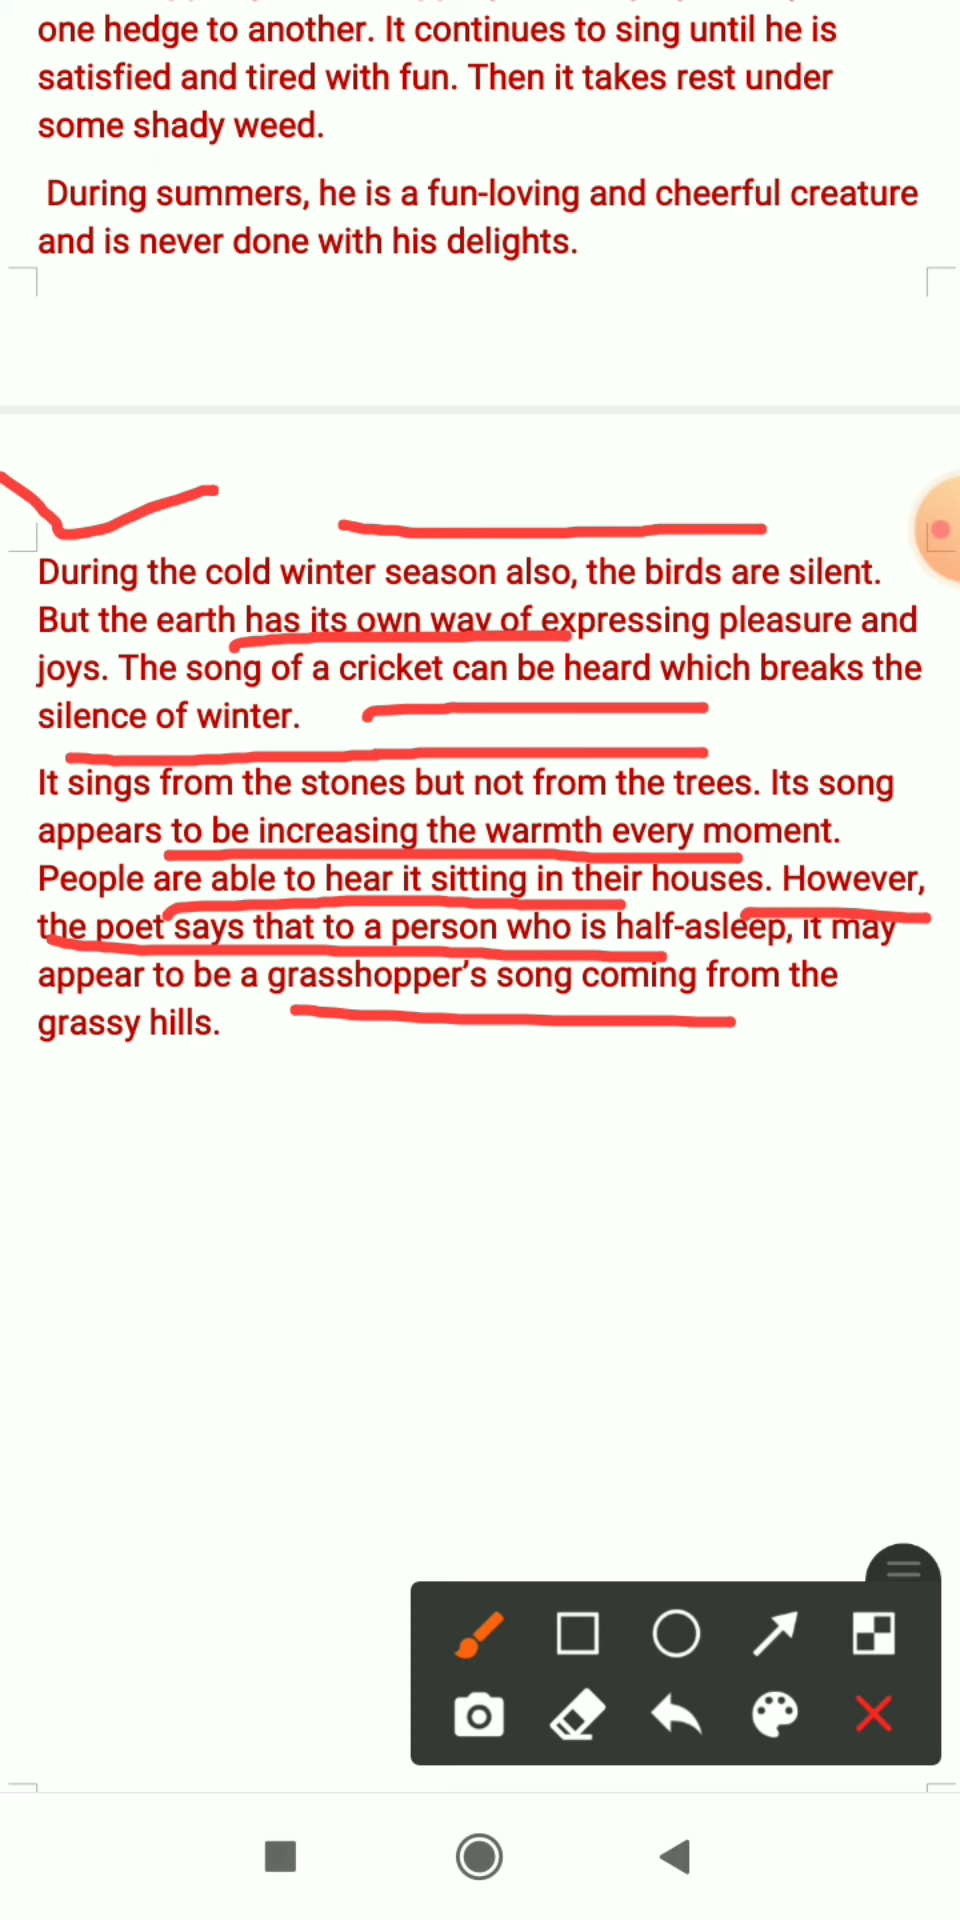 one hedge to another. It continues to sing until he is
satisfied and tired with fun. Then it takes rest under
some shady weed.
During summers, he is a fun-loving and cheerful creature
and is never done with his delights.
During the cold winter season also, the birds are silent.
But the earth has its own way of expressing pleasure and
joys. The song of a cricket can be heard which breaks the
silence of winter.
It sings from the stones but not from the trees. Its song
appears to be increasing the warmth every moment.
People are able to hear it sitting in their houses. However,
the poet says that to a person who is half-asleep, it may
appear to be a grasshopper's song coming from the
grassy hills.